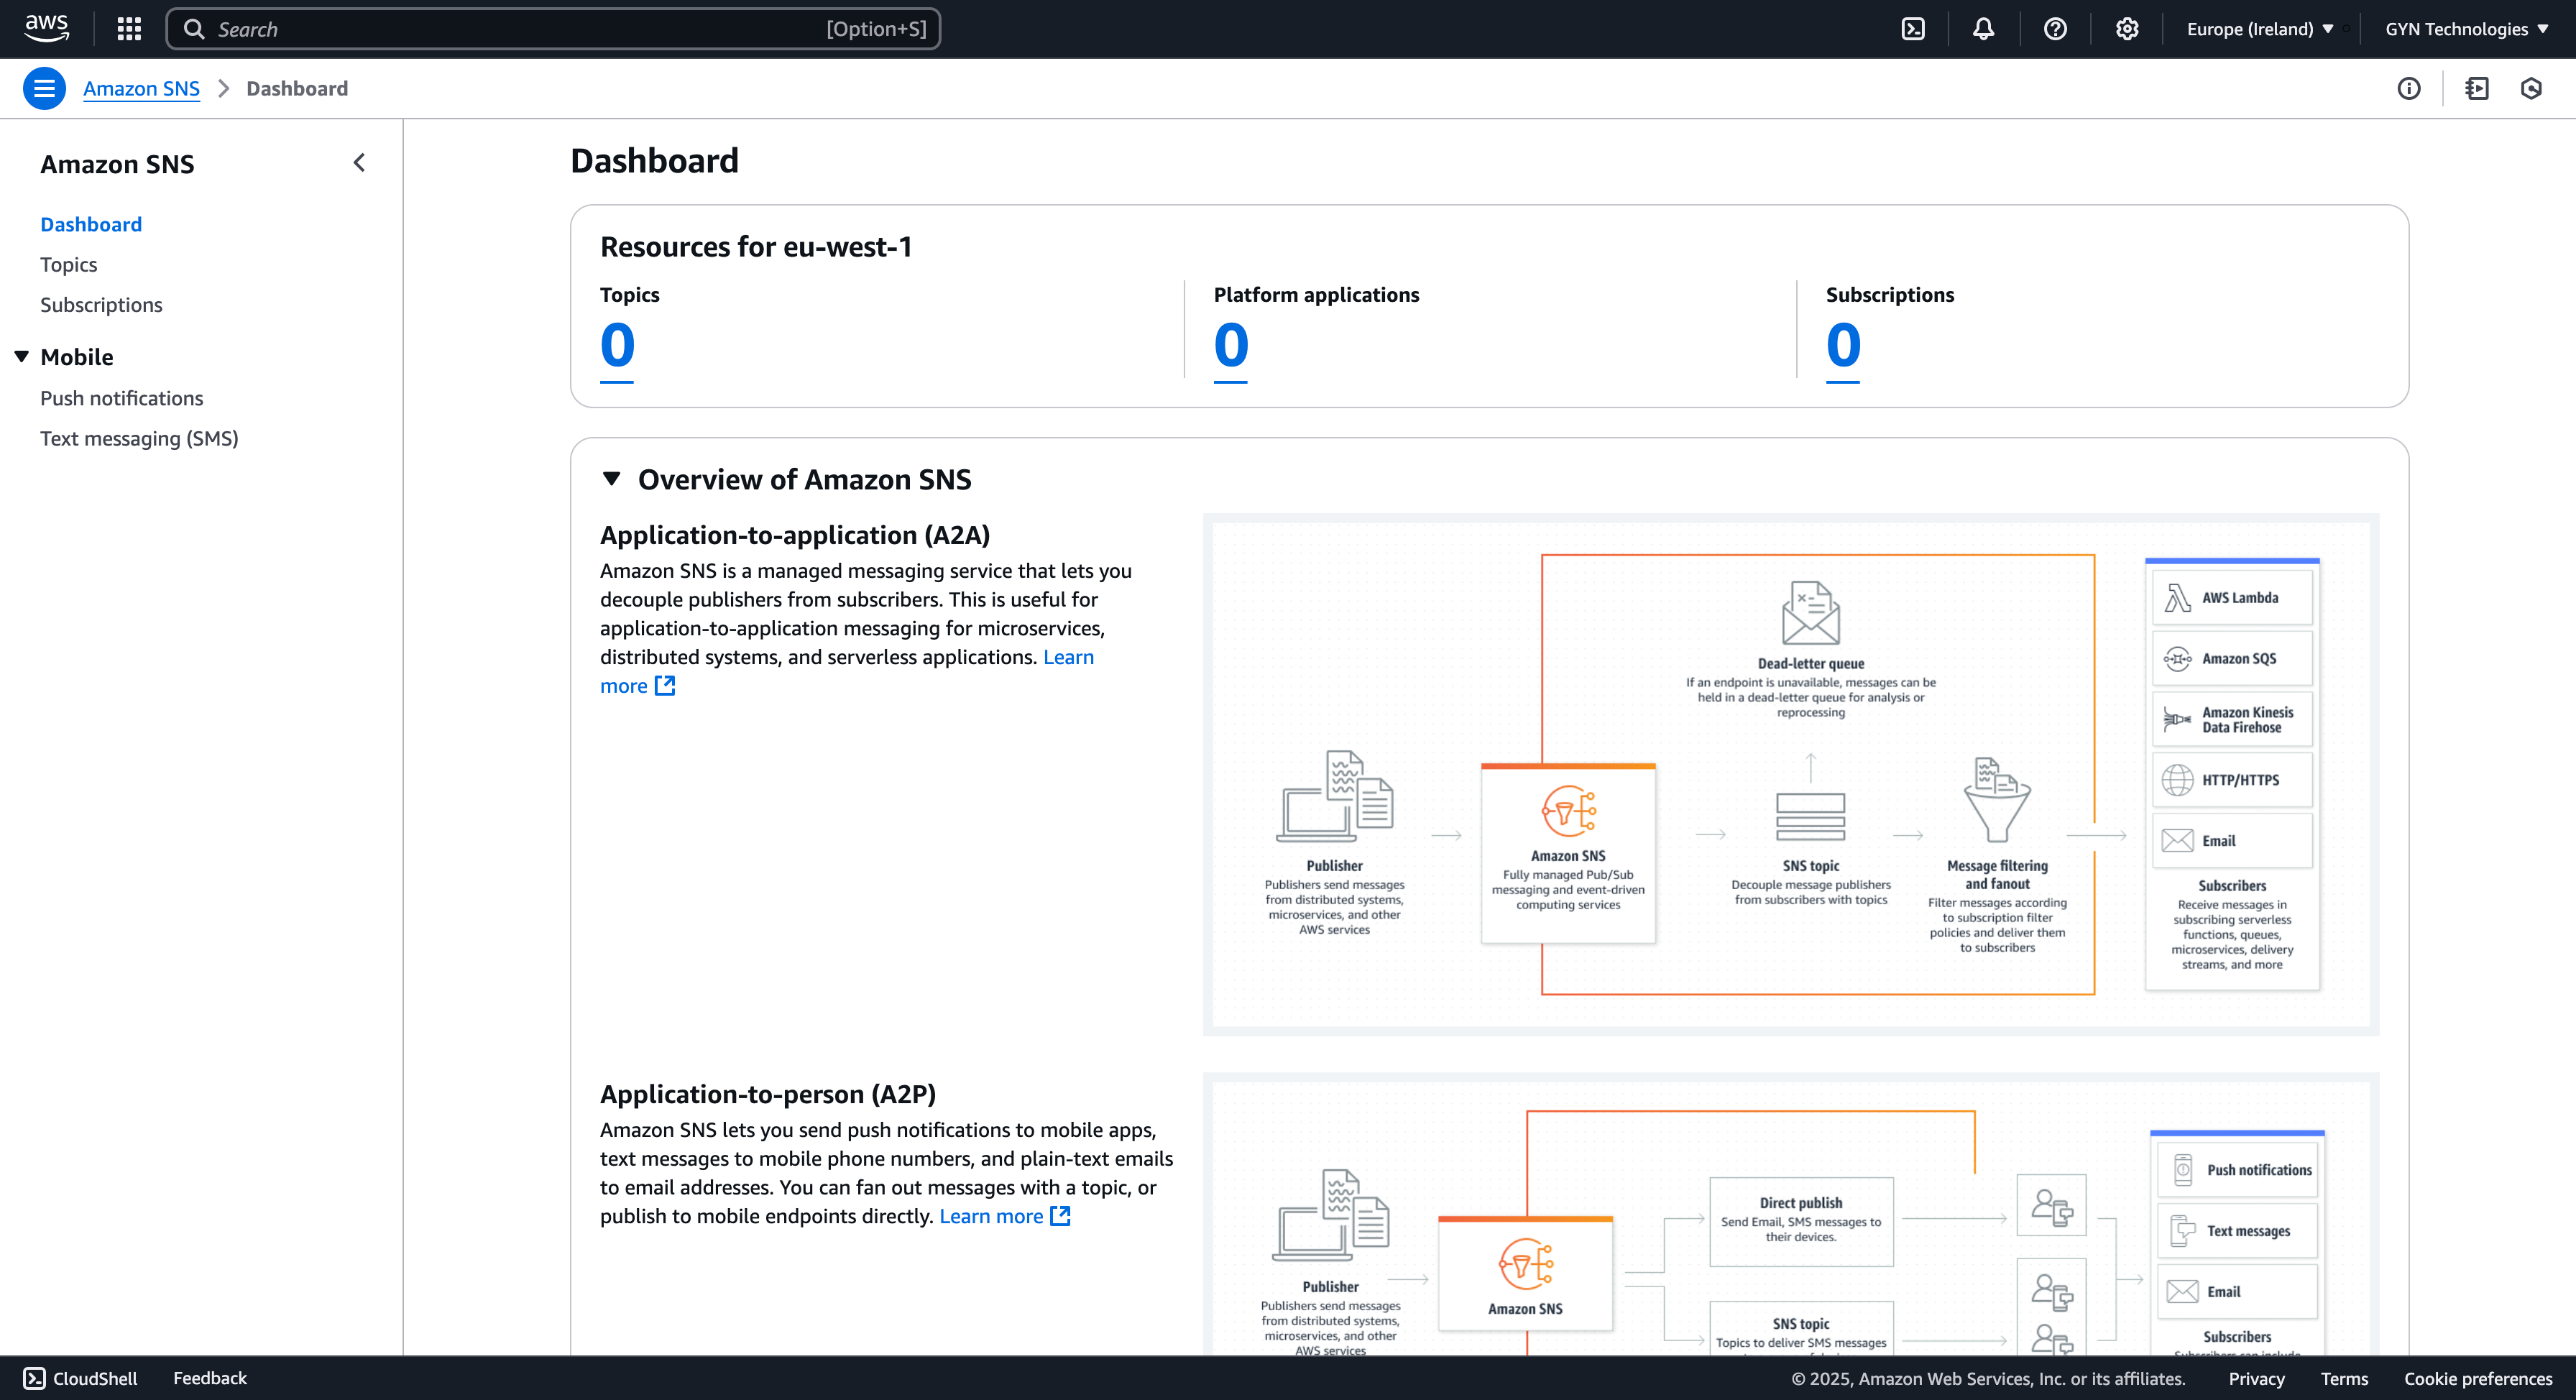 aws
Search [Option+S]
Europe (Ireland)
GYN Technologies
Amazon SNS
Dashboard
Amazon SNS
Dashboard
Topics
Subscriptions
Mobile
Push notifications
Text messaging (SMS)
Dashboard
Resources for eu-west-1
Topics
0
Platform applications
0
Subscriptions
0
Overview of Amazon SNS
Application-to-application (A2A)
Amazon SNS is a managed messaging service that lets you
decouple publishers from subscribers. This is useful for
application-to-application messaging for microservices,
distributed systems, and serverless applications. Learn
more
Publisher
Publishers send messages
from distributed systems,
microservices, and other
AWS services
Amazon SNS
Fully managed Pub/Sub
messaging and event-driven
computing services
Dead-letter queue
If an endpoint is unavailable, messages can be
held in a dead-letter queue for analysis or
reprocessing
SNS topic
Decouple message publishers
from subscribers with topics
Message filtering
and fanout
Filter messages according
to subscription filter
policies and deliver them
to subscribers
AWS Lambda
Amazon SQS
Amazon Kinesis
Data Firehose
HTTP/HTTPS
Email
Subscribers
Receive messages in
subscribing serverless
functions, queues,
microservices, delivery
streams, and more
Application-to-person (A2P)
Amazon SNS lets you send push notifications to mobile apps,
text messages to mobile phone numbers, and plain-text emails
to email addresses. You can fan out messages with a topic, or
publish to mobile endpoints directly. Learn more
Publisher
Publishers send messages
from distributed systems,
microservices, and other
AWS services
Amazon SNS
Direct publish
Send Email, SMS messages to
their devices.
SNS topic
Topics to deliver SMS messages
Push notifications
Text messages
Email
Subscribers
Subscribers can include
CloudShell
Feedback
© 2025, Amazon Web Services, Inc. or its affiliates.
Privacy
Terms
Cookie preferences